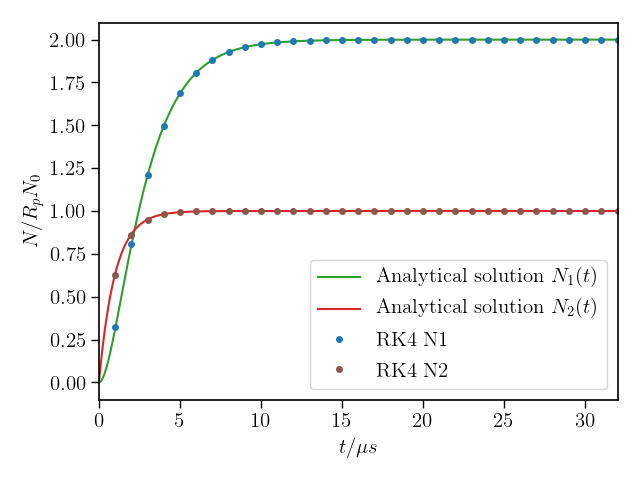 2.00
1.75
1.50
1.25
1.00
0.75
0.50
0.25
0.00
N/R_pN_0
Analytical solution N_1(t)
Analytical solution N_2(t)
RK4 N1
RK4 N2
0 5 10 15 20 25 30
t/μs